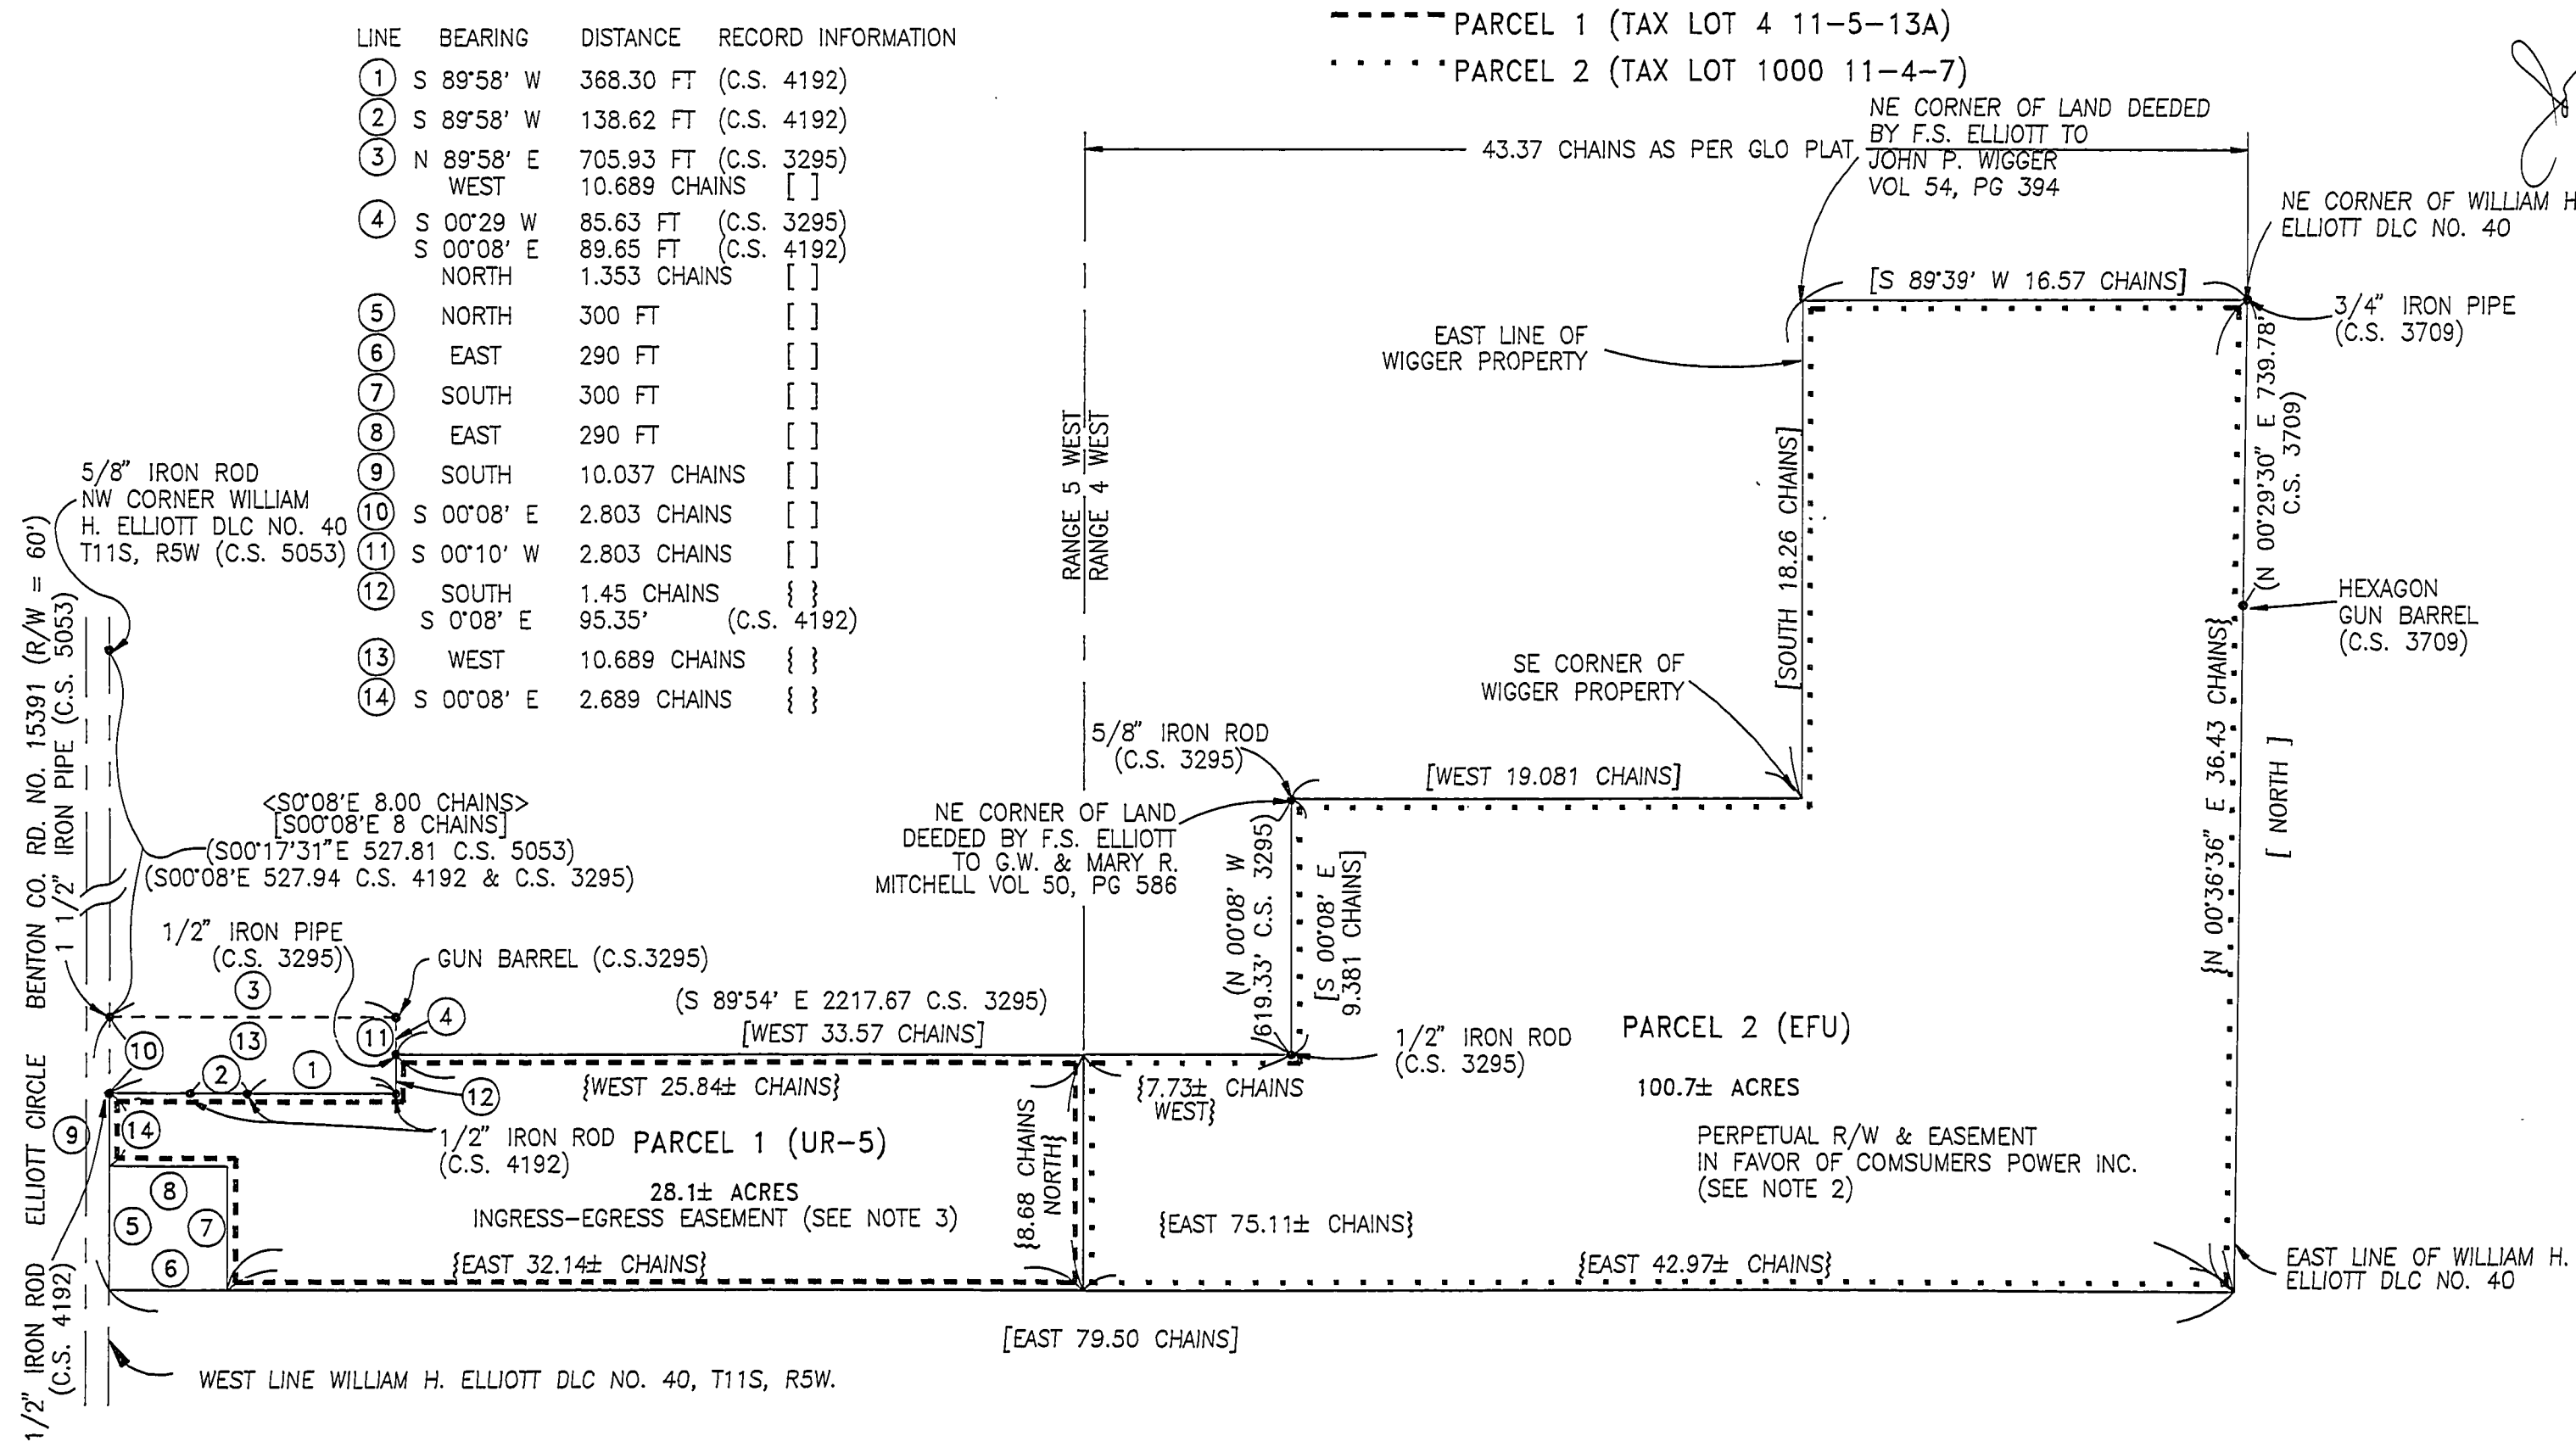 PARCEL 1 (TAX LOT 4 11-5-13A)
PARCEL 2 (TAX LOT 1000 11-4-7)
LINE BEARING DISTANCE RECORD INFORMATION
1 S 89°58' W 368.30 FT (C.S. 4192)
2 S 89°58' W 138.62 FT (C.S. 4192)
3 N 89°58' E 705.93 FT (C.S. 3295)
WEST 10.689 CHAINS [ ]
4 S 00°29 W 85.63 FT (C.S. 3295)
S 00°08' E 89.65 FT (C.S. 4192)
NORTH 1.353 CHAINS [ ]
5 NORTH 300 FT [ ]
6 EAST 290 FT [ ]
7 SOUTH 300 FT [ ]
8 EAST 290 FT [ ]
9 SOUTH 10.037 CHAINS [ ]
10 S 00°08' E 2.803 CHAINS [ ]
11 S 00°10' W 2.803 CHAINS [ ]
12 SOUTH 1.45 CHAINS { }
S 0°08' E 95.35' (C.S. 4192)
13 WEST 10.689 CHAINS { }
14 S 00°08' E 2.689 CHAINS { }
43.37 CHAINS AS PER GLO PLAT
NE CORNER OF LAND DEEDED
BY F.S. ELLIOTT TO
JOHN P. WIGGER
VOL 54, PG 394
NE CORNER OF WILLIAM H
ELLIOTT DLC NO. 40
[S 89°39' W 16.57 CHAINS]
3/4" IRON PIPE
(C.S. 3709)
EAST LINE OF
WIGGER PROPERTY
(N 00°29'30" E 739.78'
C.S. 3709)
[SOUTH 18.26 CHAINS]
RANGE 5 WEST
RANGE 4 WEST
HEXAGON
GUN BARREL
(C.S. 3709)
{N 00°36'36" E 36.43 CHAINS}
[ NORTH ]
SE CORNER OF
WIGGER PROPERTY
5/8" IRON ROD
(C.S. 3295)
[WEST 19.081 CHAINS]
NE CORNER OF LAND
DEEDED BY F.S. ELLIOTT
TO G.W. & MARY R.
MITCHELL VOL 50, PG 586
(N 00°08' W
619.33' C.S. 3295)
[S 00°08' E
9.381 CHAINS]
5/8" IRON ROD
NW CORNER WILLIAM
H. ELLIOTT DLC NO. 40
T11S, R5W (C.S. 5053)
<S0°08'E 8.00 CHAINS>
[S00°08'E 8 CHAINS]
(S00°17'31"E 527.81 C.S. 5053)
(S00°08'E 527.94 C.S. 4192 & C.S. 3295)
1/2" IRON PIPE
(C.S. 3295)
GUN BARREL (C.S.3295)
ELLIOTT CIRCLE BENTON CO. RD. NO. 15391 (R/W = 60')
1 1/2" IRON PIPE (C.S. 5053)
3
10
13
11
4
2
1
12
9
14
8
5
7
6
(S 89°54' E 2217.67 C.S. 3295)
[WEST 33.57 CHAINS]
{WEST 25.84± CHAINS}
{7.73± CHAINS
WEST}
1/2" IRON ROD
(C.S. 3295)
PARCEL 2 (EFU)
100.7± ACRES
PERPETUAL R/W & EASEMENT
IN FAVOR OF COMSUMERS POWER INC.
(SEE NOTE 2)
1/2" IRON ROD
(C.S. 4192)
PARCEL 1 (UR-5)
28.1± ACRES
INGRESS-EGRESS EASEMENT (SEE NOTE 3)
{8.68 CHAINS
NORTH}
{EAST 75.11± CHAINS}
{EAST 32.14± CHAINS}
{EAST 42.97± CHAINS}
EAST LINE OF WILLIAM H.
ELLIOTT DLC NO. 40
[EAST 79.50 CHAINS]
1/2" IRON ROD
(C.S. 4192)
WEST LINE WILLIAM H. ELLIOTT DLC NO. 40, T11S, R5W.